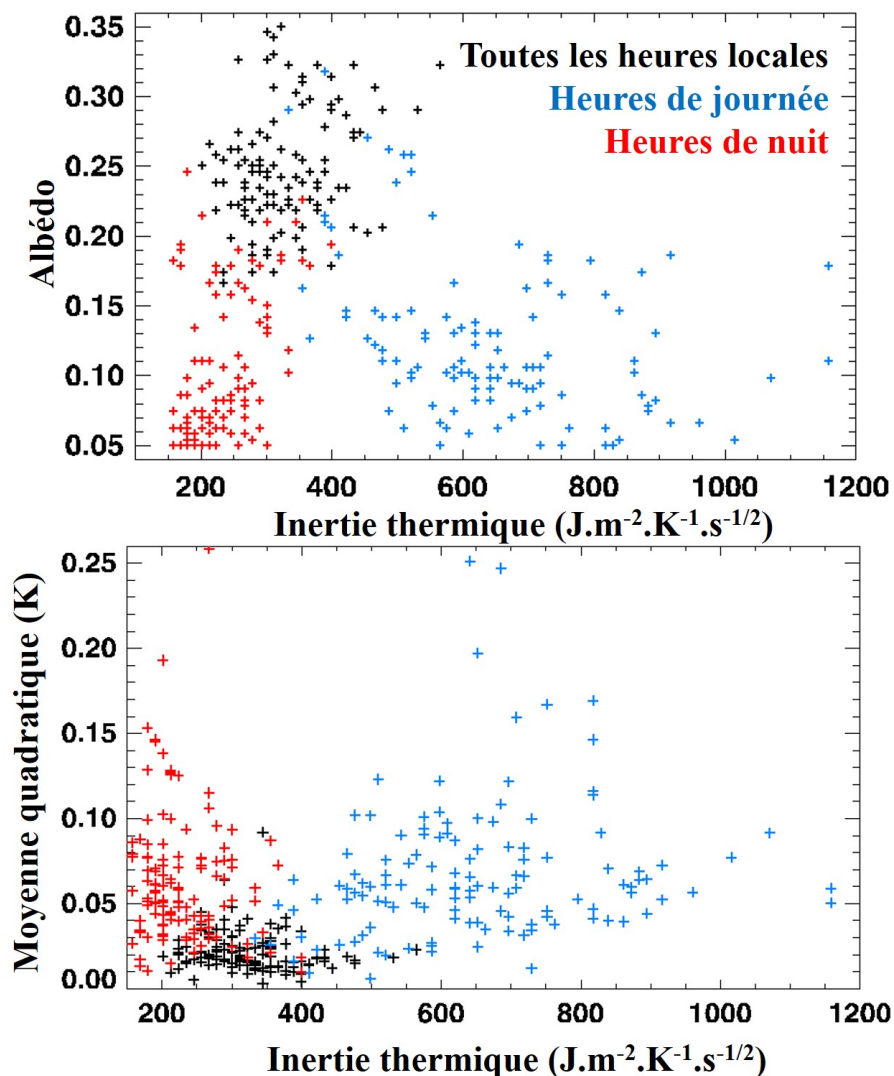 0.35
0.30
0.25
0.20
0.15
0.10
0.05
Albédo
Toutes les heures locales
Heures de journée
Heures de nuit
200 400 600 800 1000 1200
Inertie thermique (J.m-2.K-1.s-1/2)
0.25
0.20
0.15
0.10
0.05
0.00
Moyenne quadratique (K)
200 400 600 800 1000 1200
Inertie thermique (J.m-2.K-1.s-1/2)